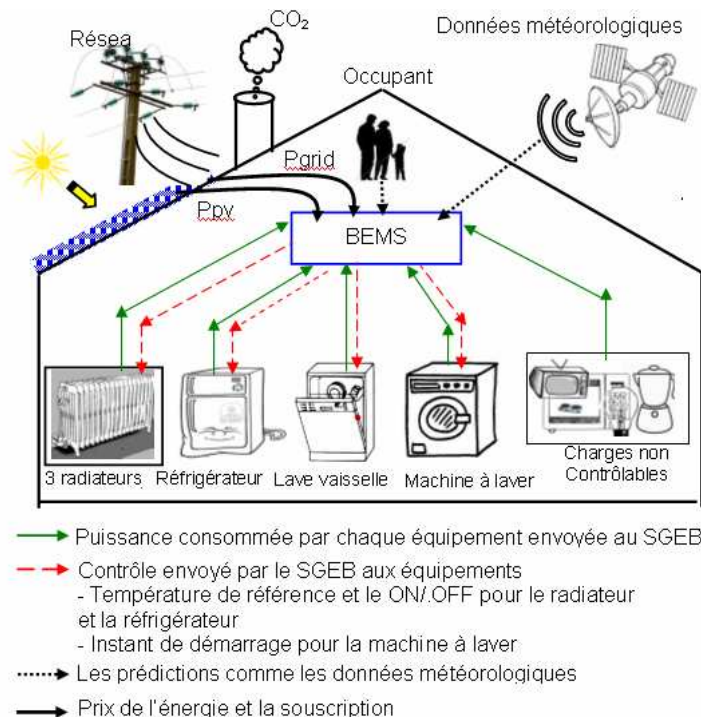 CO₂
Données météorologiques
Résea
Occupant
Pgrid
Ppv
BEMS
3 radiateurs
Réfrigérateur
Lave vaisselle
Machine à laver
Charges non
Contrôlables
Puissance consommée par chaque équipement envoyée au SGEB
Contrôle envoyé par le SGEB aux équipements
- Température de référence et le ON/.OFF pour le radiateur
et la réfrigérateur
- Instant de démarrage pour la machine à laver
Les prédictions comme les données météorologiques
Prix de l'énergie et la souscription